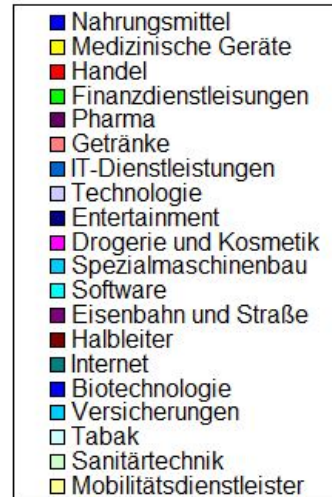 Nahrungsmittel
Medizinische Geräte
Handel
Finanzdienstleisungen
Pharma
Getränke
IT-Dienstleistungen
Technologie
Entertainment
Drogerie und Kosmetik
Spezialmaschinenbau
Software
Eisenbahn und Straße
Halbleiter
Internet
Biotechnologie
Versicherungen
Tabak
Sanitärtechnik
Mobilitätsdienstleister